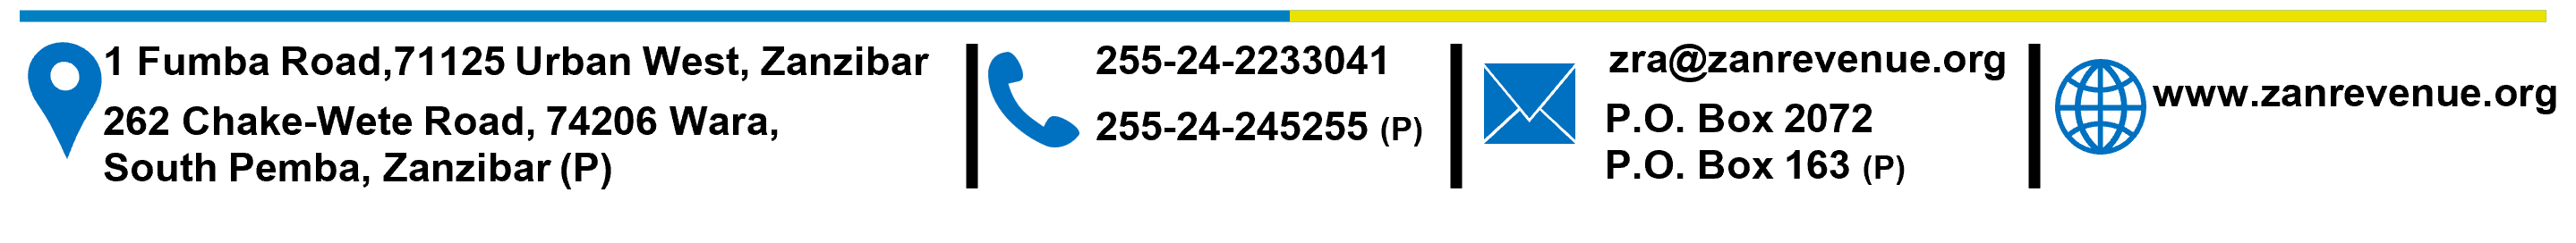 1 Fumba Road,71125 Urban West, Zanzibar
262 Chake-Wete Road, 74206 Wara,
South Pemba, Zanzibar (P)
255-24-2233041
255-24-245255 (P)
zra@zanrevenue.org
P.O. Box 2072
P.O. Box 163 (P)
www.zanrevenue.org